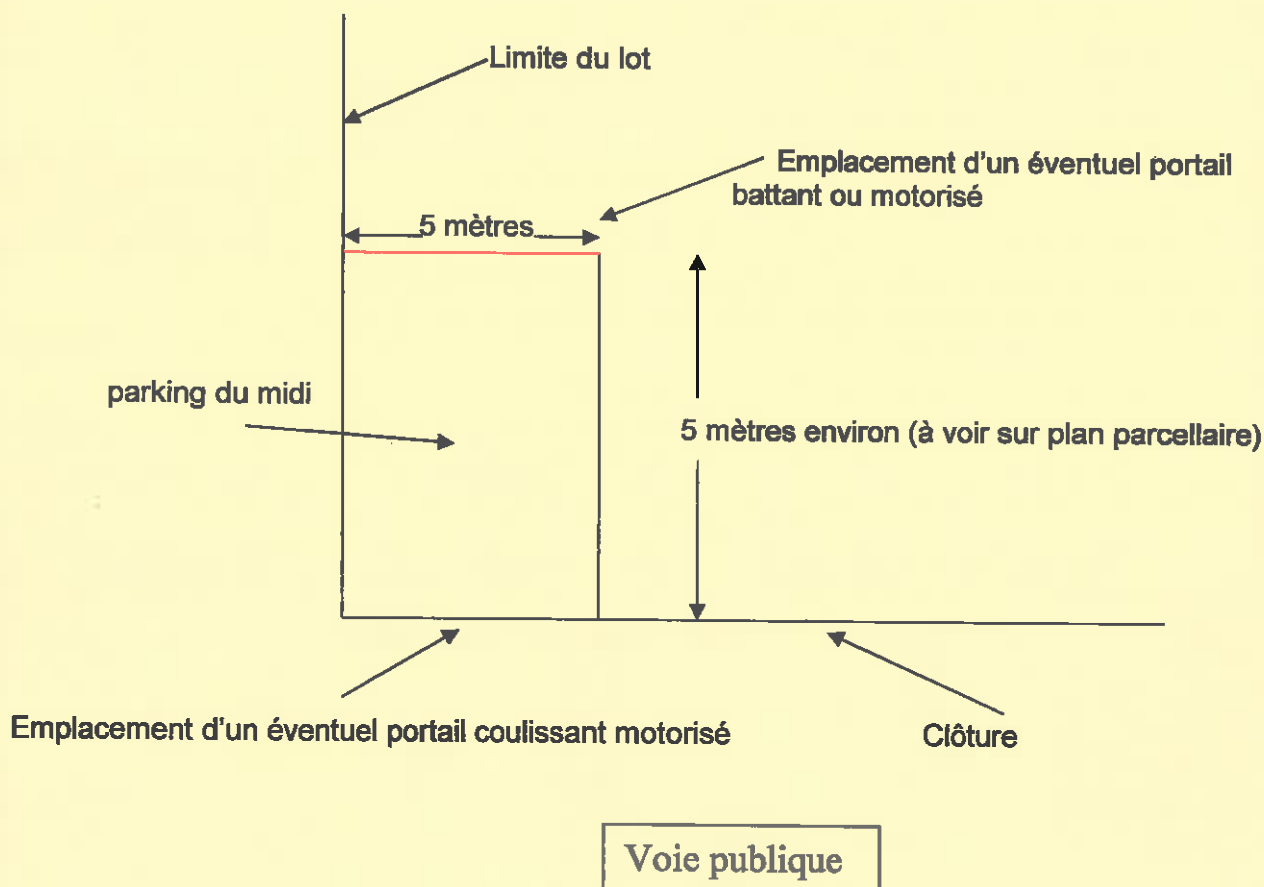 Limite du lot
Emplacement d'un éventuel portail
battant ou motorisé
5 mètres
parking du midi
5 mètres environ (à voir sur plan parcellaire)
Emplacement d'un éventuel portail coulissant motorisé
Clôture
Voie publique